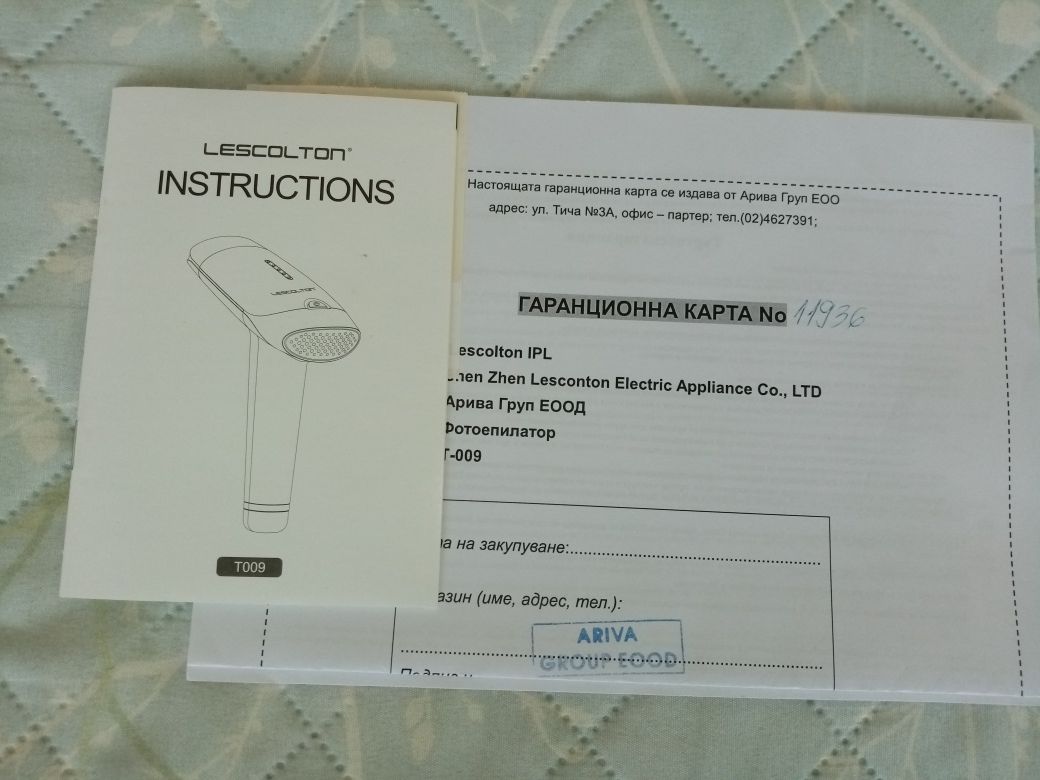 LESCOLTON®
INSTRUCTIONS
LESCOLTON
T009
Настоящата гаранционна карта се издава от Арива Груп ЕОО
адрес: ул. Тича №3А, офис – партер; тел.(02)4627391;
ГАРАНЦИОННА КАРТА No 11936
escolton IPL
hen Zhen Lesconton Electric Appliance Co., LTD
Арива Груп ЕООД
Фотоепилатор
T-009
на закупуване:
азин (име, адрес, тел.):
ARIVA
GROUP EOOD